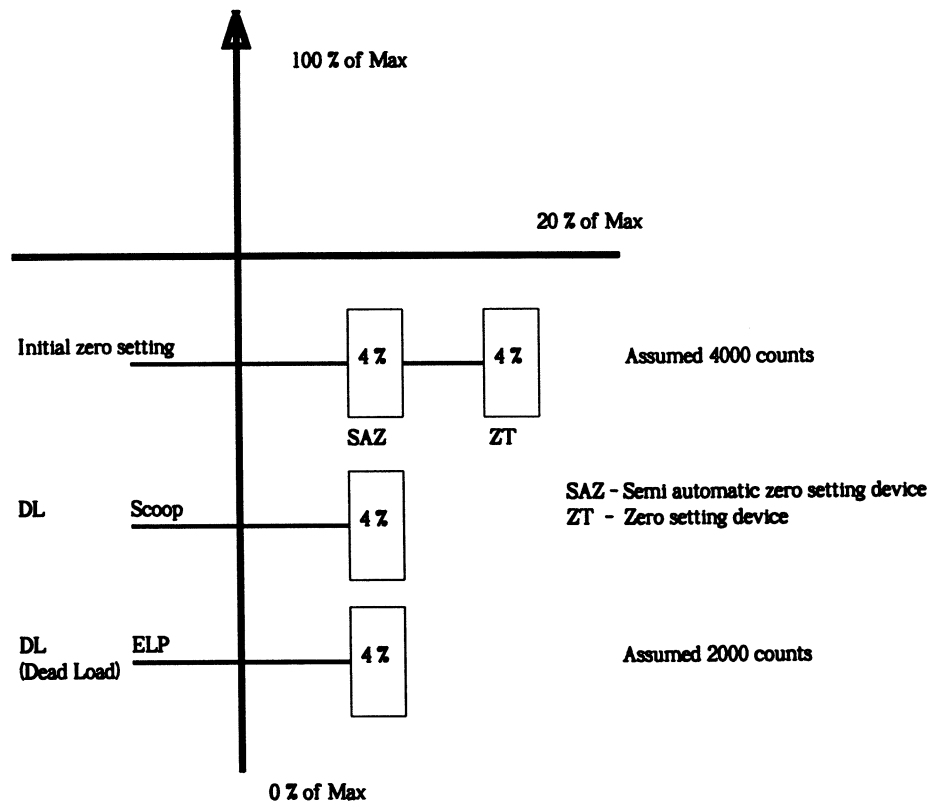 100 % of Max
20 % of Max
Initial zero setting
4 %
4 %
Assumed 4000 counts
SAZ
ZT
DL
Scoop
4 %
SAZ - Semi automatic zero setting device
ZT - Zero setting device
DL
(Dead Load)
ELP
4 %
Assumed 2000 counts
0 % of Max